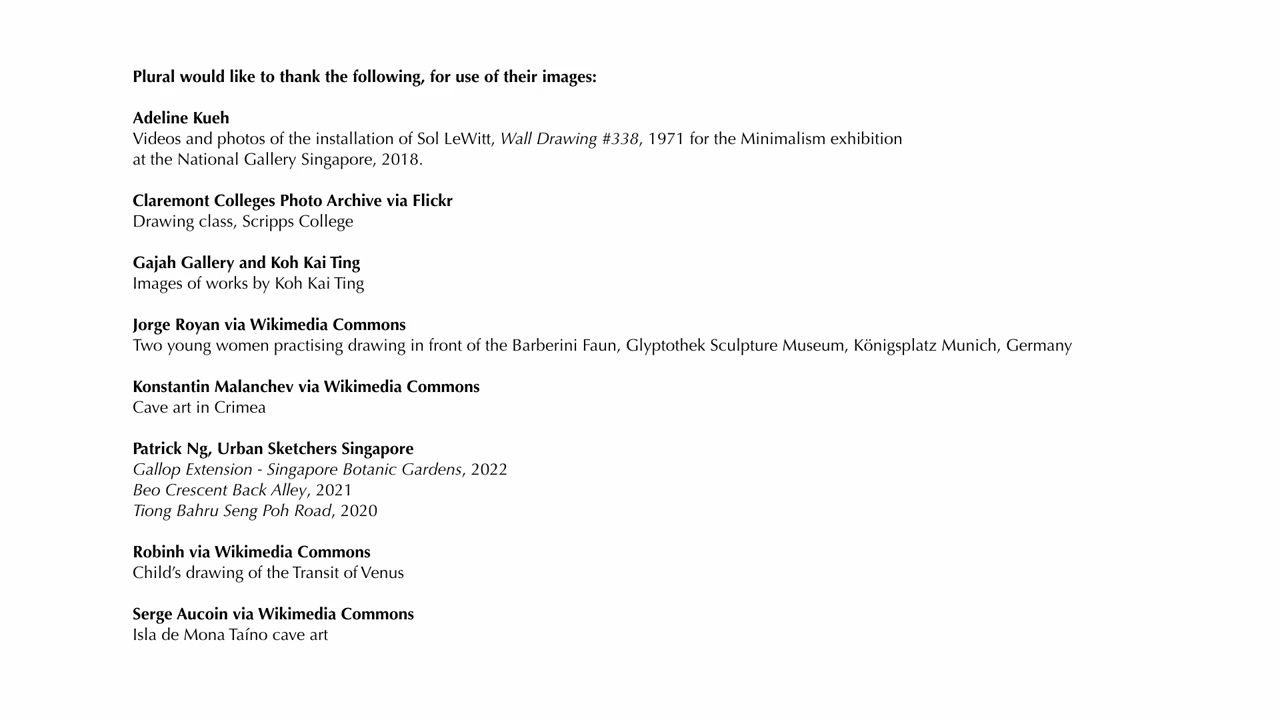 Plural would like to thank the following, for use of their images:
Adeline Kueh
Videos and photos of the installation of Sol LeWitt, Wall Drawing #338, 1971 for the Minimalism exhibition
at the National Gallery Singapore, 2018.
Claremont Colleges Photo Archive via Flickr
Drawing class, Scripps College
Gajah Gallery and Koh Kai Ting
Images of works by Koh Kai Ting
Jorge Royan via Wikimedia Commons
Two young women practising drawing in front of the Barberini Faun, Glyptothek Sculpture Museum, Königsplatz Munich, Germany
Konstantin Malanchev via Wikimedia Commons
Cave art in Crimea
Patrick Ng, Urban Sketchers Singapore
Gallop Extension - Singapore Botanic Gardens, 2022
Beo Crescent Back Alley, 2021
Tiong Bahru Seng Poh Road, 2020
Robinh via Wikimedia Commons
Child’s drawing of the Transit of Venus
Serge Aucoin via Wikimedia Commons
Isla de Mona Taíno cave art